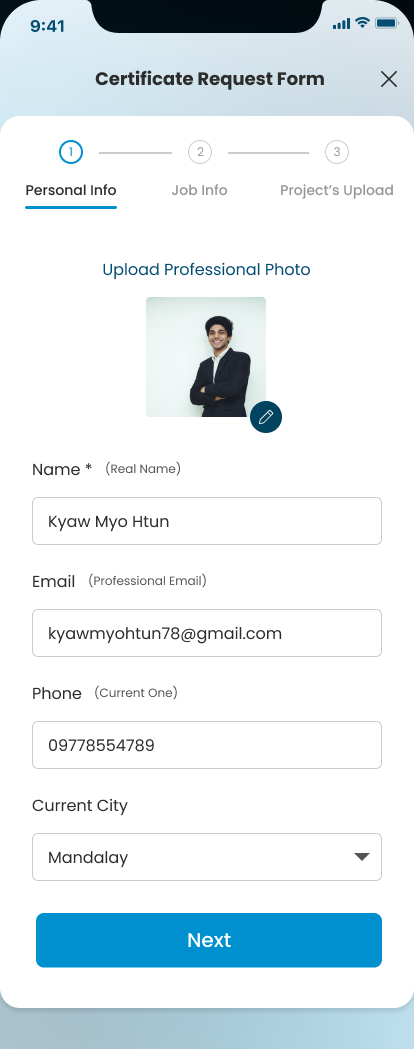 9:41
Certificate Request Form
1 2 3
Personal Info Job Info Project's Upload
Upload Professional Photo
Name * (Real Name)
Kyaw Myo Htun
Email (Professional Email)
kyawmyohtun78@gmail.com
Phone (Current One)
09778554789
Current City
Mandalay
Next